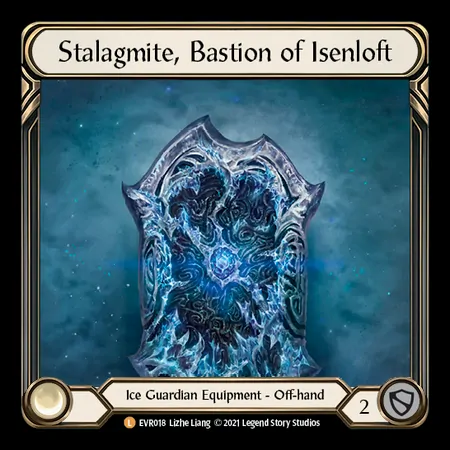 Stalagmite, Bastion of Isenloft
Ice Guardian Equipment - Off-hand
2
L EVR018 Lizhe Liang © 2021 Legend Story Studios